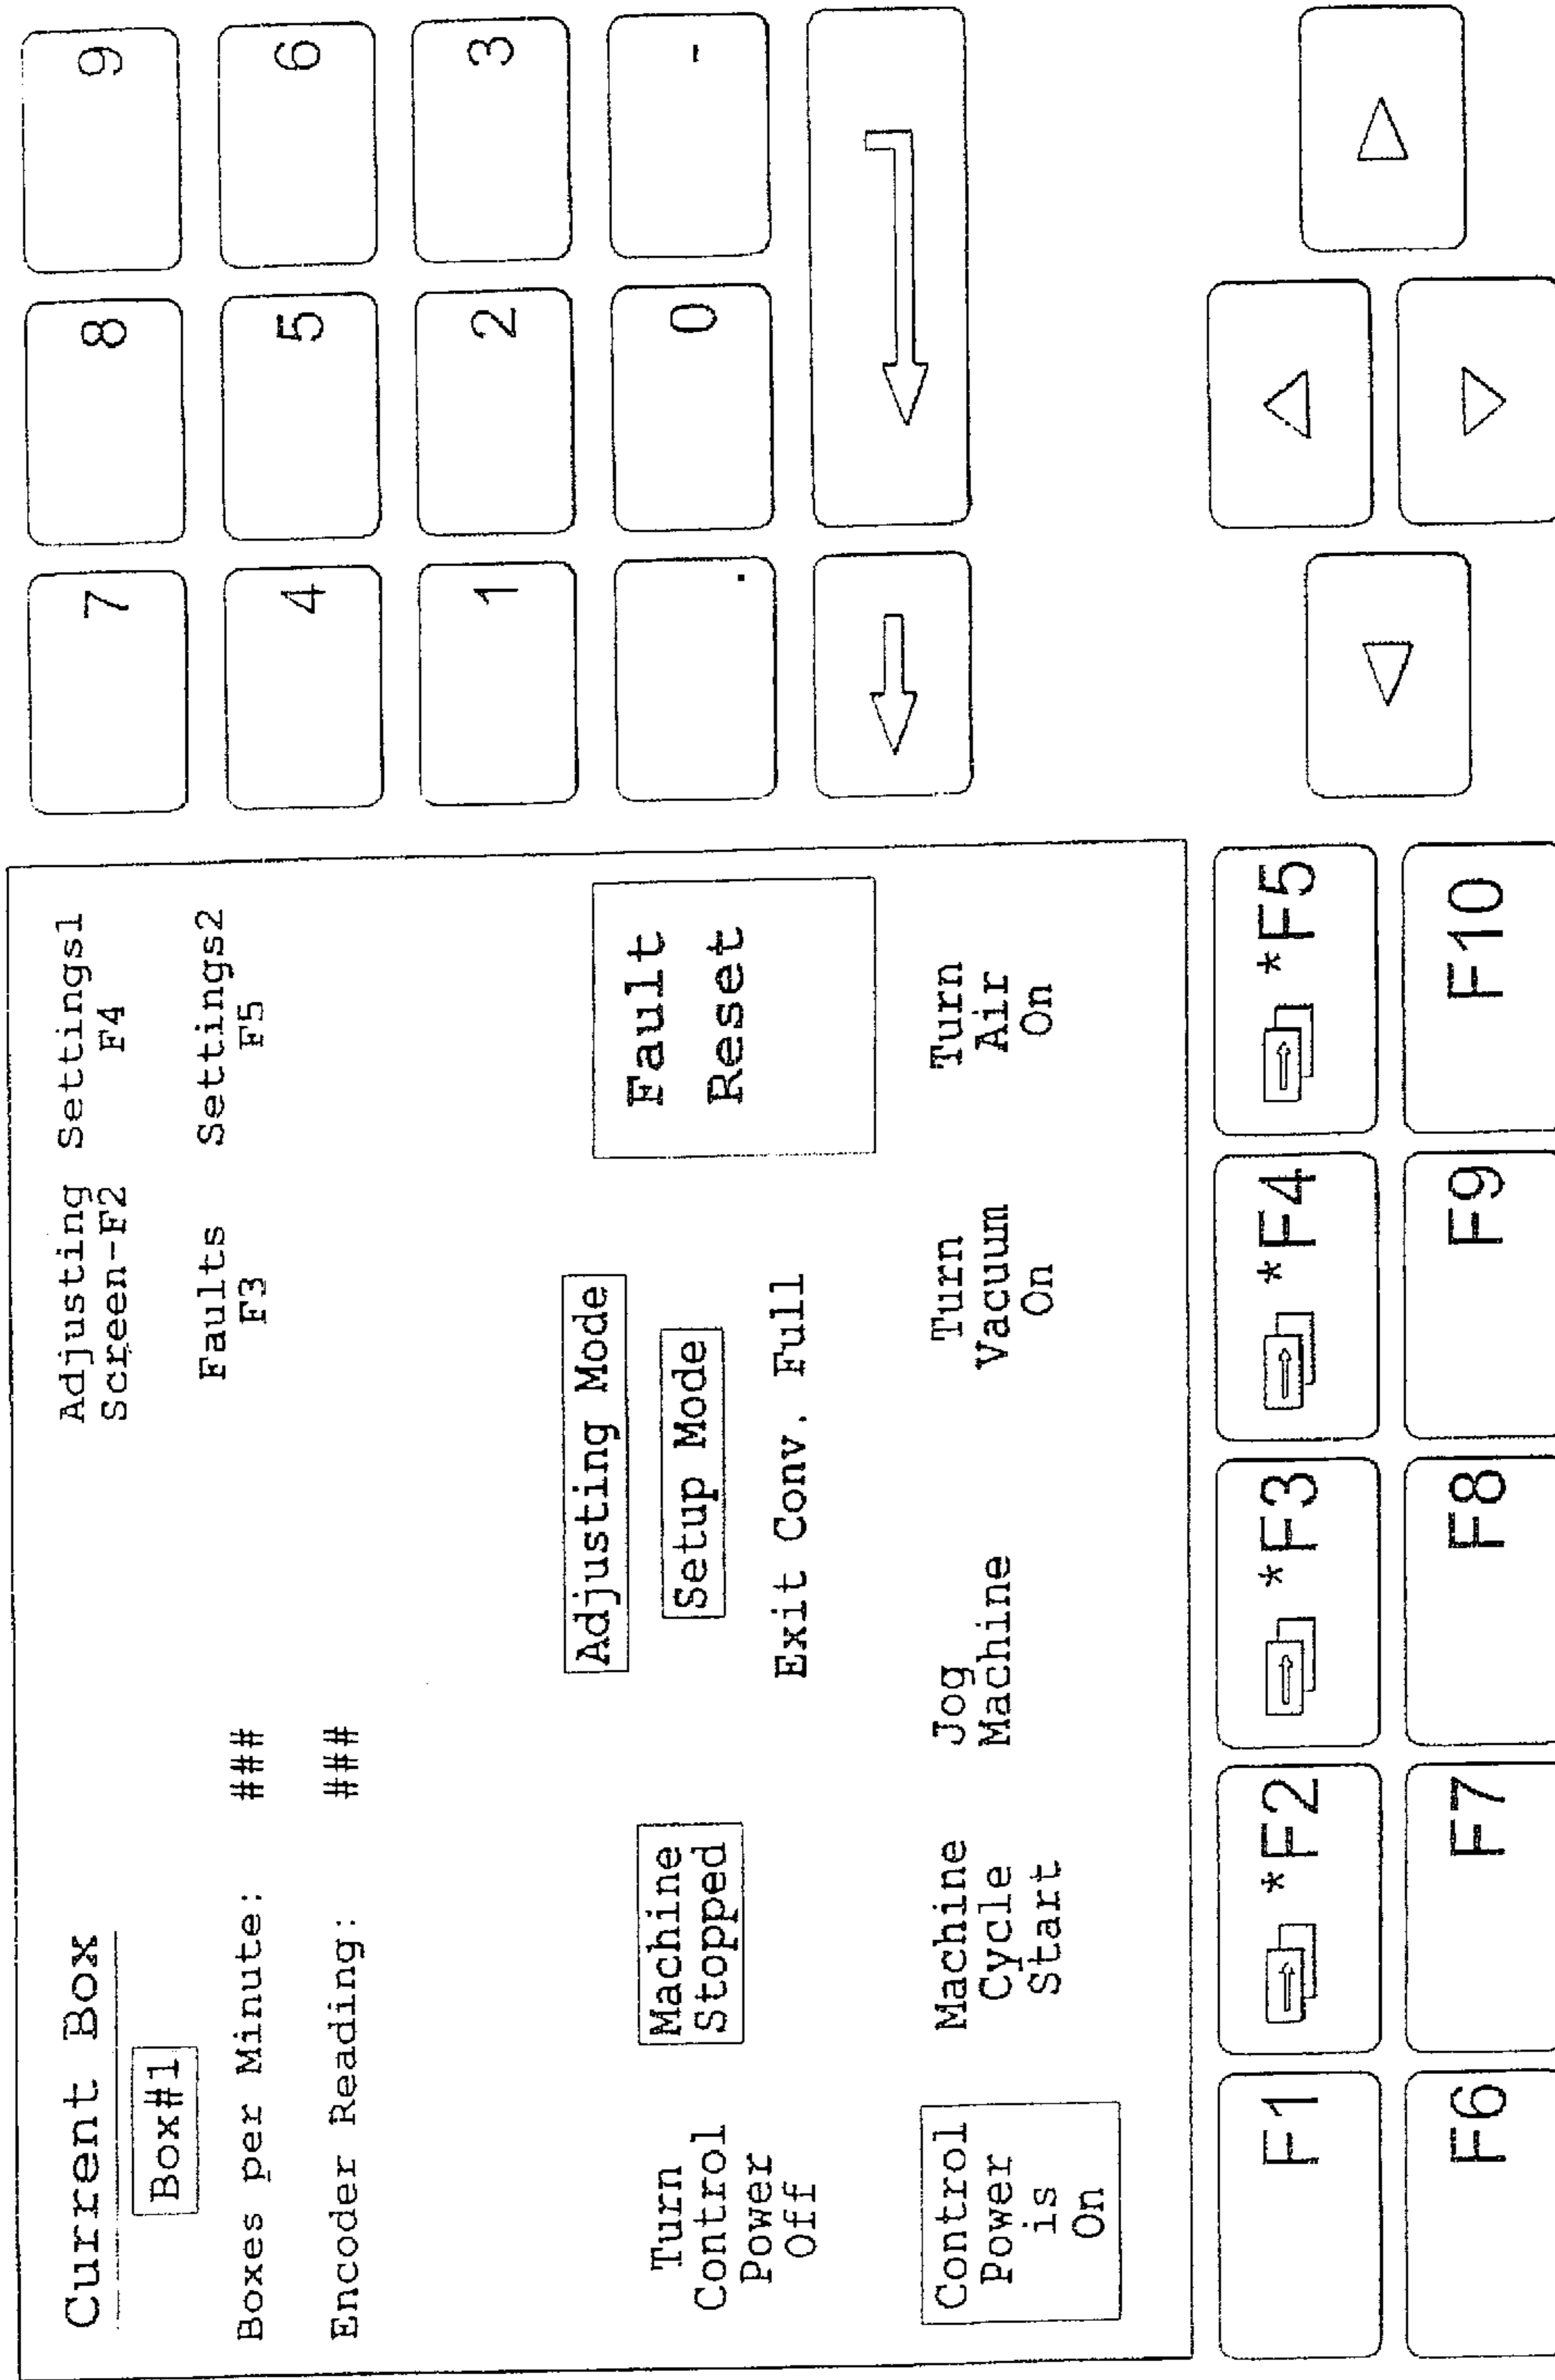 Current Box
Box#1
Boxes per Minute: ###
Encoder Reading: ###
Adjusting
Screen-F2
Settings1
F4
Faults
F3
Settings2
F5
Turn
Control
Power
Off
Machine
Stopped
Adjusting Mode
Setup Mode
Exit Conv. Full
Fault
Reset
Control
Power
is
On
Machine
Cycle
Start
Jog
Machine
Turn
Vacuum
On
Turn
Air
On
7 8 9
4 5 6
1 2 3
. 0 -
F1 *F2 *F3 *F4 *F5
F6 F7 F8 F9 F10